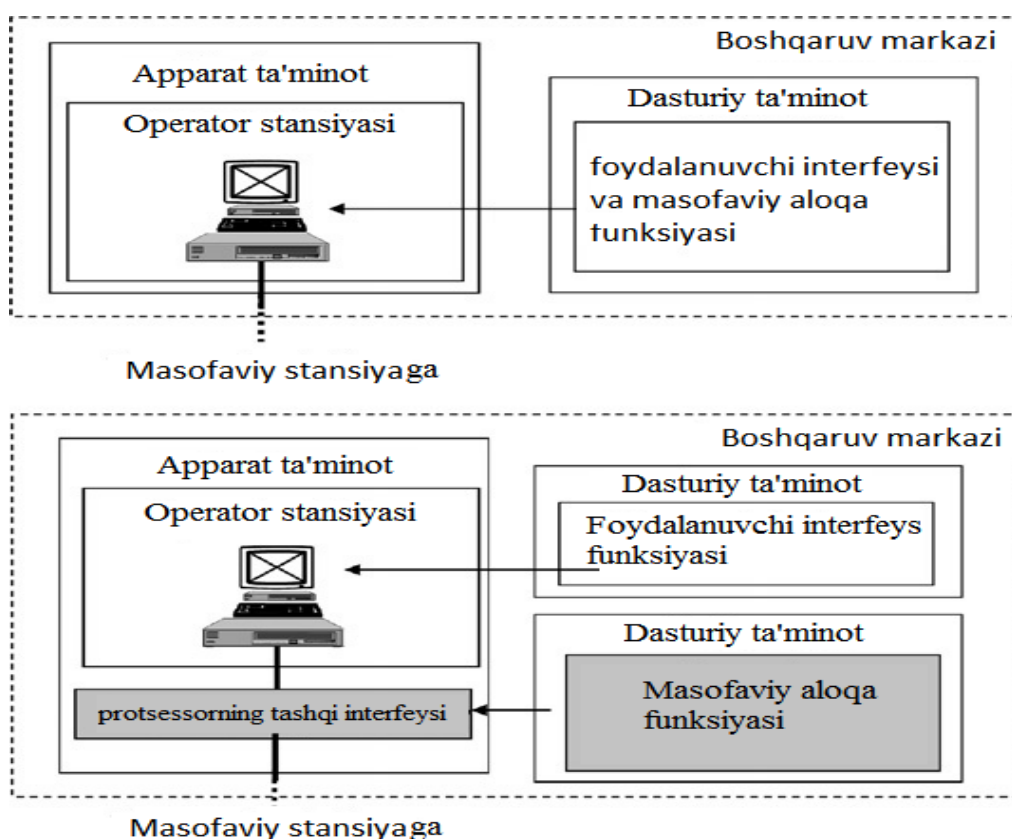 Boshqaruv markazi
Apparat ta'minot
Operator stansiyasi
Dasturiy ta'minot
foydalanuvchi interfeysi
va masofaviy aloqa
funksiyasi
Masofaviy stansiyaga
Boshqaruv markazi
Apparat ta'minot
Operator stansiyasi
protsessorning tashqi interfeysi
Dasturiy ta'minot
Foydalanuvchi interfeys
funksiyasi
Dasturiy ta'minot
Masofaviy aloqa
funksiyasi
Masofaviy stansiyaga